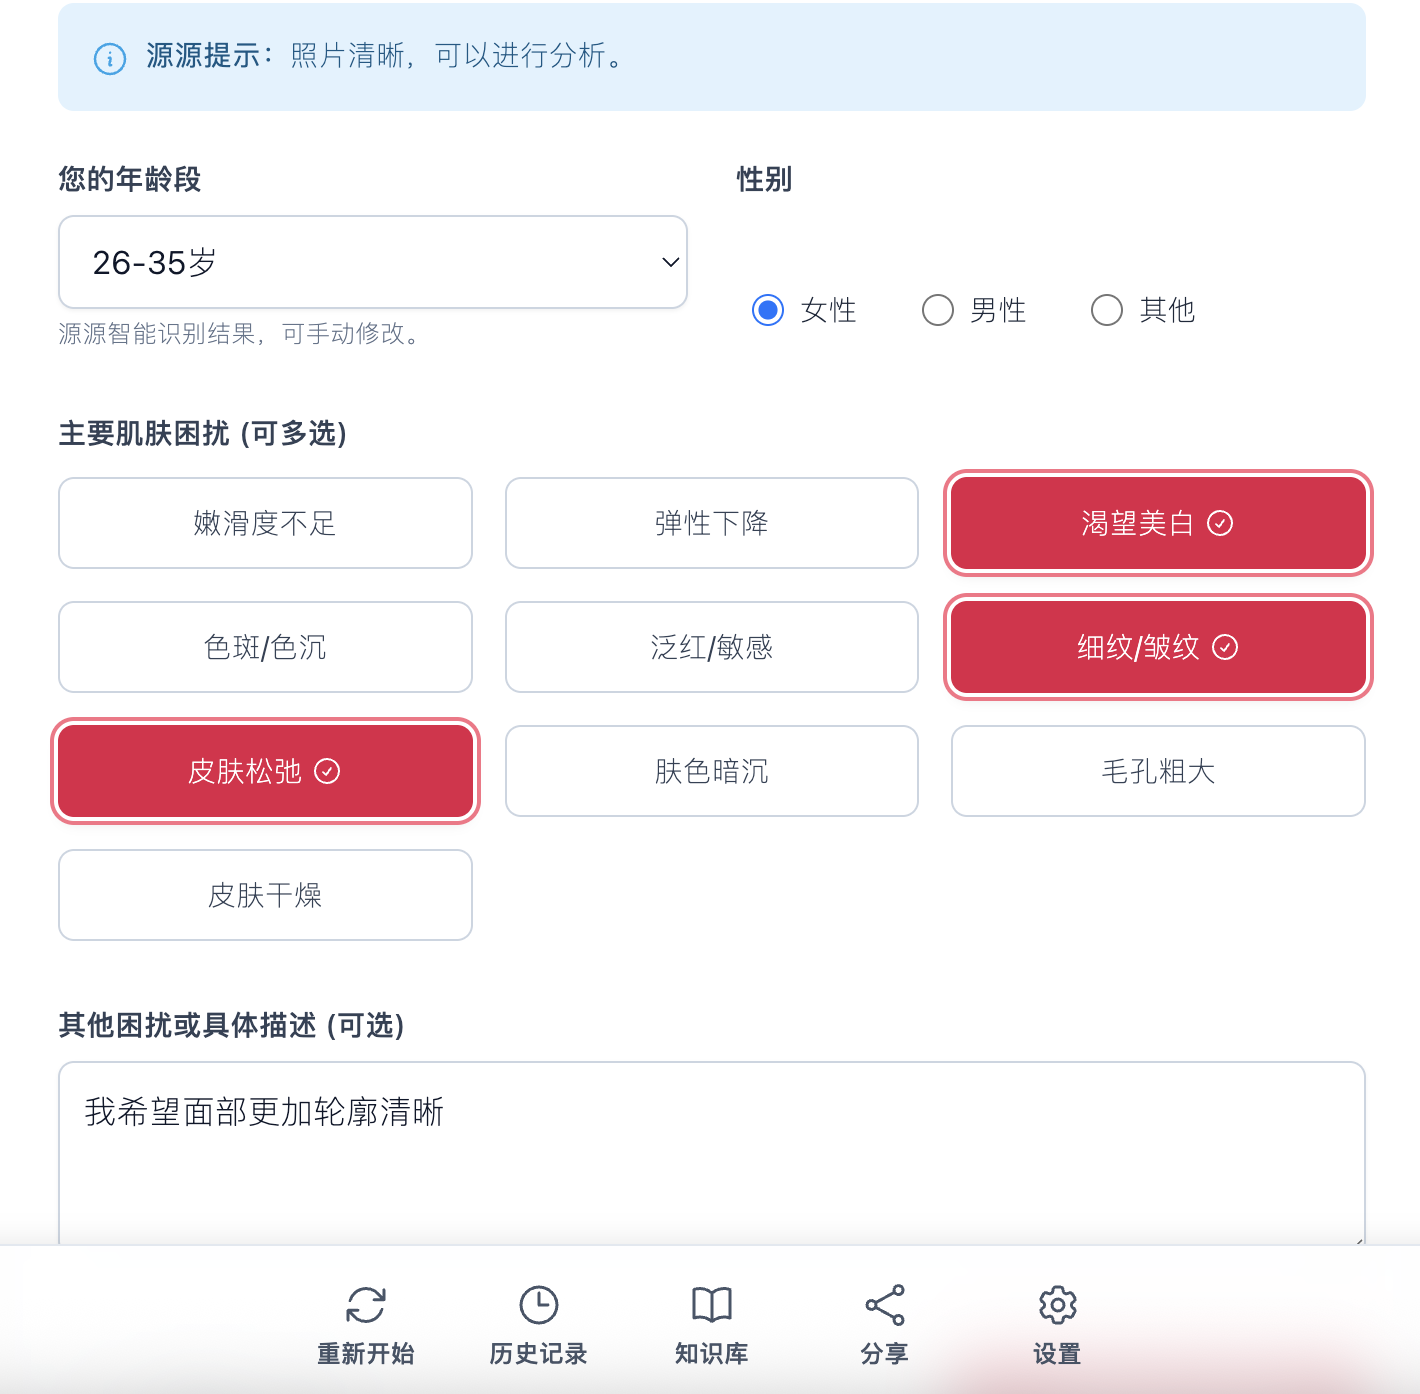 源源提示：照片清晰，可以进行分析。
您的年龄段
性别
26-35岁
女性
男性
其他
源源智能识别结果，可手动修改。
主要肌肤困扰 (可多选)
嫩滑度不足
弹性下降
渴望美白
色斑/色沉
泛红/敏感
细纹/皱纹
皮肤松弛
肤色暗沉
毛孔粗大
皮肤干燥
其他困扰或具体描述 (可选)
我希望面部更加轮廓清晰
重新开始
历史记录
知识库
分享
设置